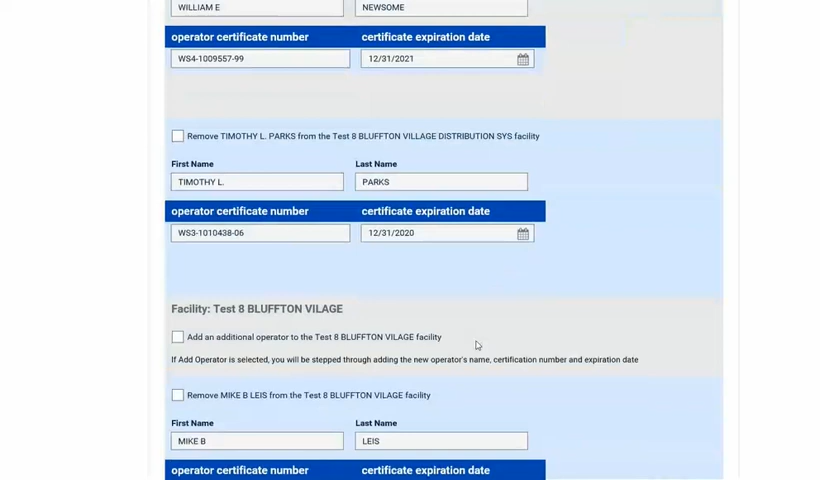 WILLIAM E NEWSOME
operator certificate number certificate expiration date
WS4-1009557-99 12/31/2021
Remove TIMOTHY L. PARKS from the Test 8 BLUFFTON VILLAGE DISTRIBUTION SYS facility
First Name Last Name
TIMOTHY L. PARKS
operator certificate number certificate expiration date
WS3-1010438-06 12/31/2020
Facility: Test 8 BLUFFTON VILAGE
Add an additional operator to the Test 8 BLUFFTON VILAGE facility
If Add Operator is selected, you will be stepped through adding the new operator's name, certification number and expiration date
Remove MIKE B LEIS from the Test 8 BLUFFTON VILAGE facility
First Name Last Name
MIKE B LEIS
operator certificate number certificate expiration date